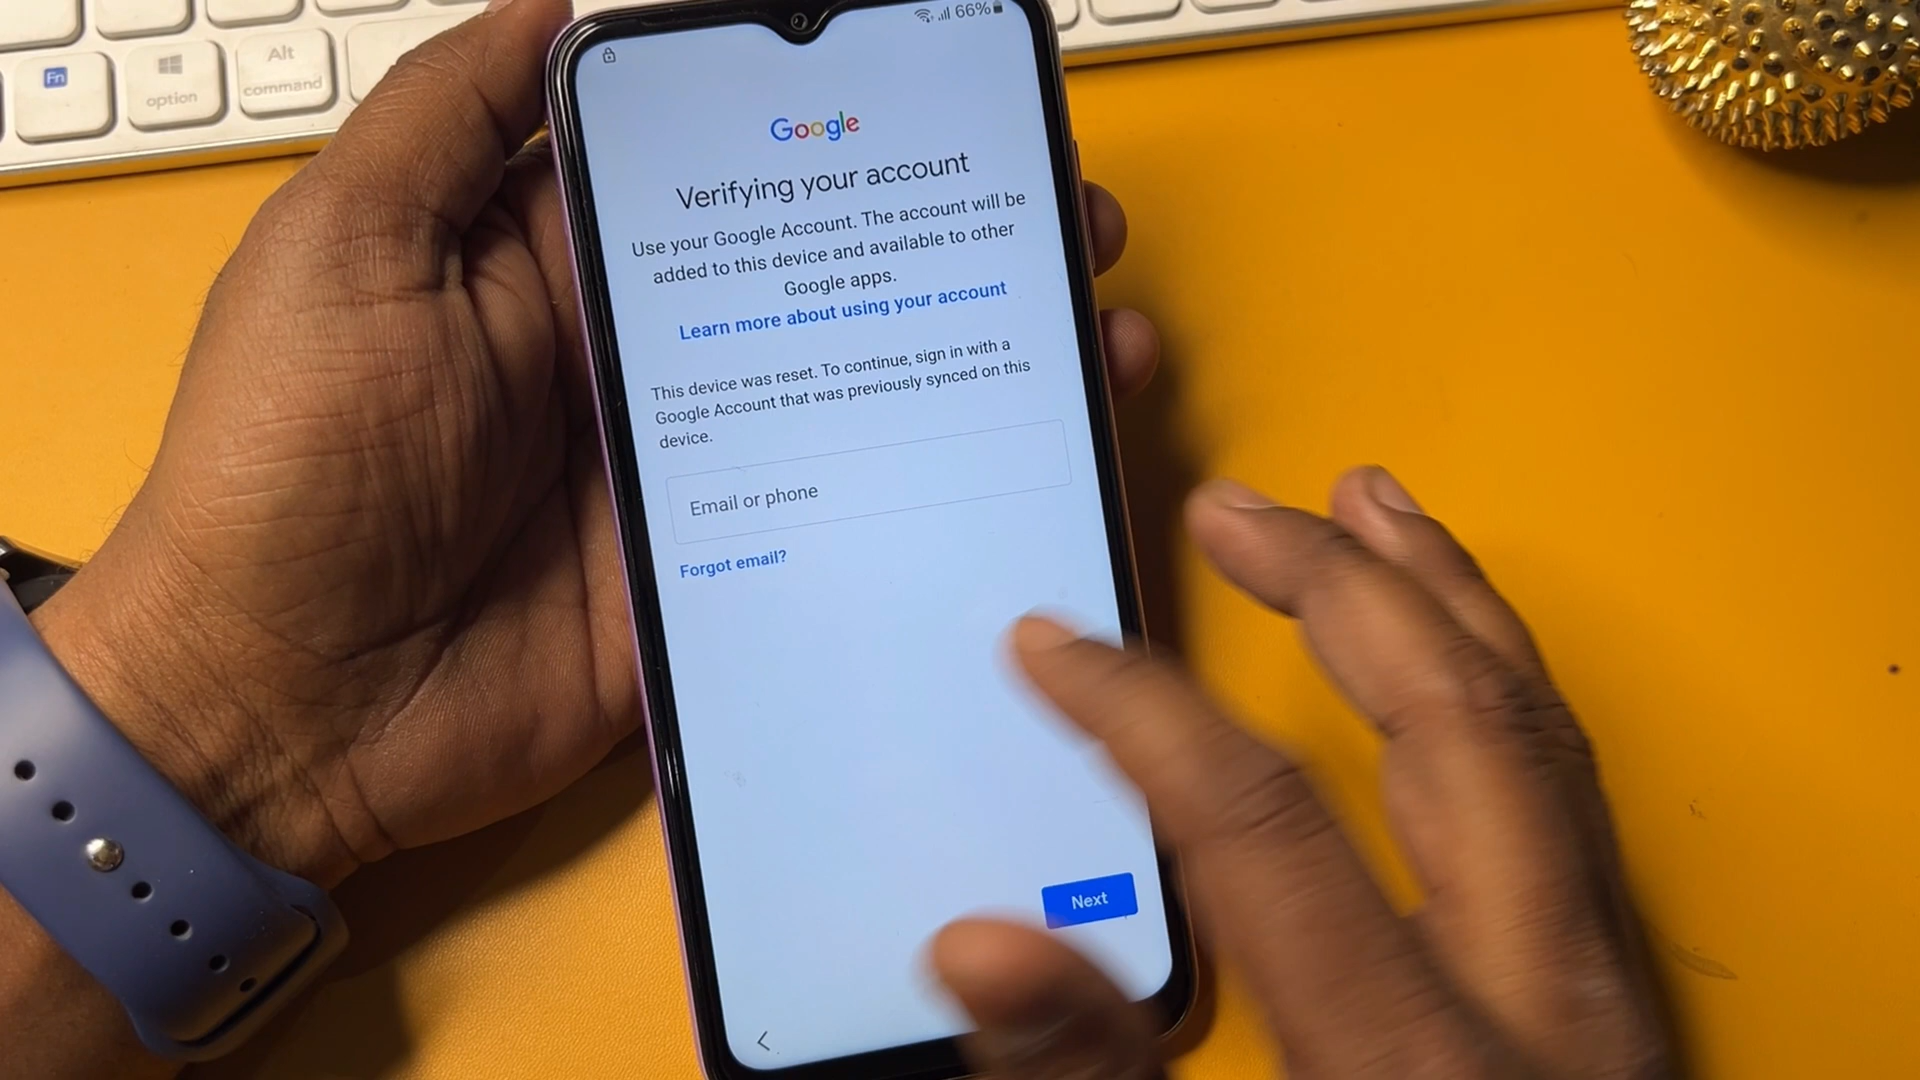 Fn
option
Alt
command
66%
Google
Verifying your account
Use your Google Account. The account will be
added to this device and available to other
Google apps.
Learn more about using your account
This device was reset. To continue, sign in with a
Google Account that was previously synced on this
device.
Email or phone
Forgot email?
Next